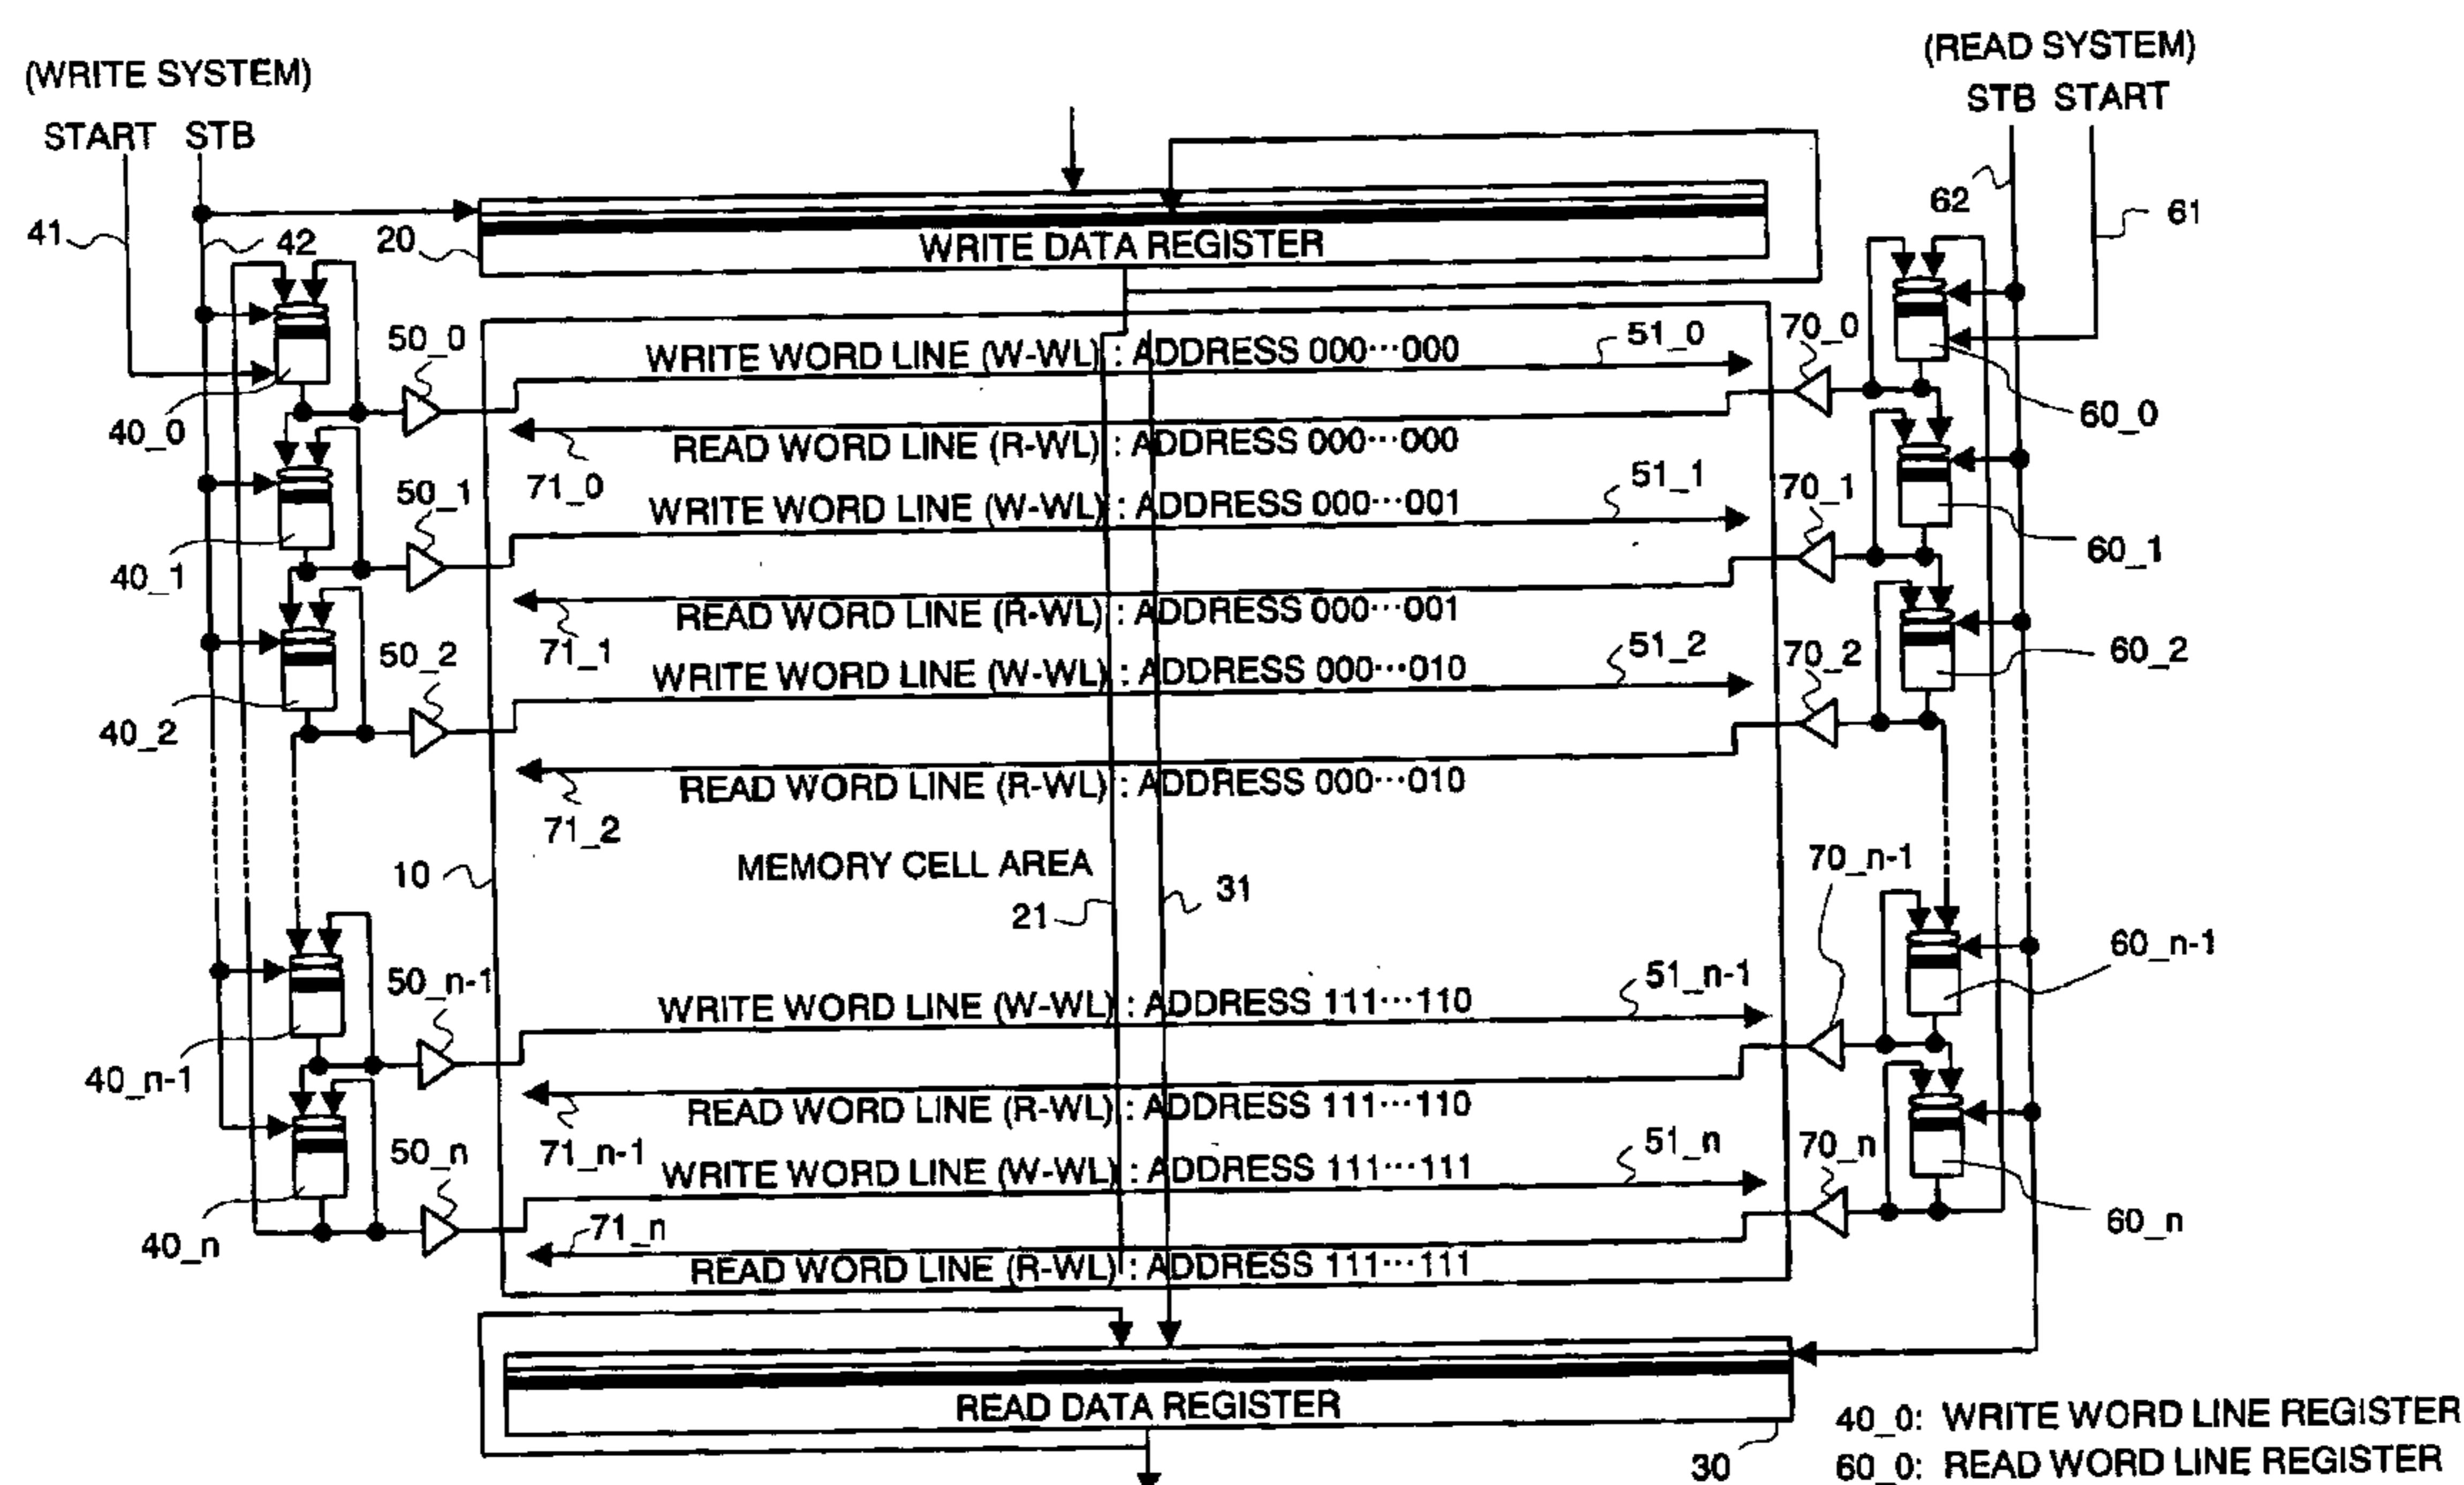 (WRITE SYSTEM)
START STB
(READ SYSTEM)
STB START
41
42
20
WRITE DATA REGISTER
62
61
50_0
WRITE WORD LINE (W-WL) : ADDRESS 000···000
51_0
70_0
40_0
READ WORD LINE (R-WL) : ADDRESS 000···000
60_0
71_0
50_1
WRITE WORD LINE (W-WL) : ADDRESS 000···001
51_1
70_1
40_1
READ WORD LINE (R-WL) : ADDRESS 000···001
60_1
71_1
50_2
WRITE WORD LINE (W-WL) : ADDRESS 000···010
51_2
70_2
60_2
40_2
READ WORD LINE (R-WL) : ADDRESS 000···010
71_2
10
MEMORY CELL AREA
21
31
70_n-1
60_n-1
50_n-1
WRITE WORD LINE (W-WL) : ADDRESS 111···110
51_n-1
40_n-1
READ WORD LINE (R-WL) : ADDRESS 111···110
71_n-1
50_n
WRITE WORD LINE (W-WL) : ADDRESS 111···111
51_n
70_n
40_n
71_n
60_n
READ WORD LINE (R-WL) : ADDRESS 111···111
READ DATA REGISTER
30
40_0: WRITE WORD LINE REGISTER
60_0: READ WORD LINE REGISTER